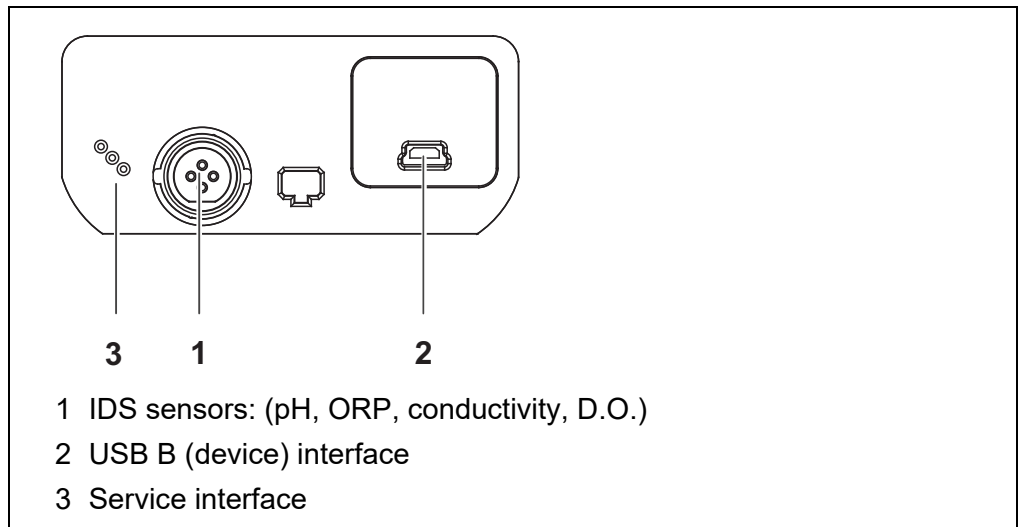 3 1 2
1 IDS sensors: (pH, ORP, conductivity, D.O.)
2 USB B (device) interface
3 Service interface